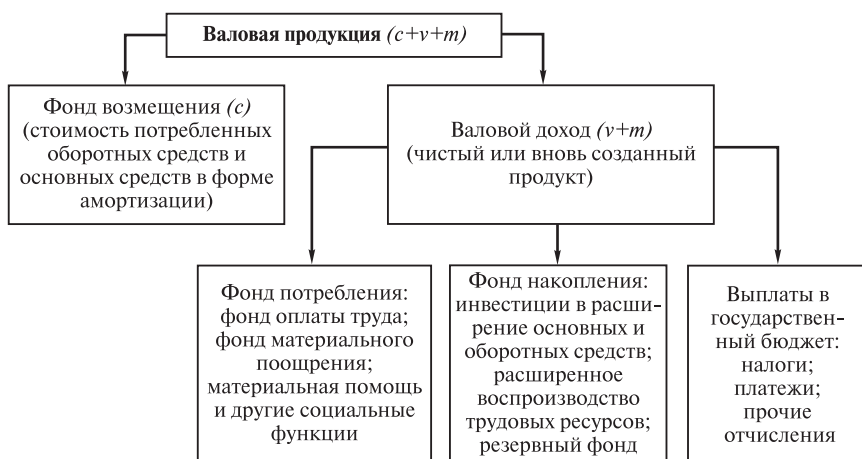 Валовая продукция (c+v+m)
Фонд возмещения (c)
(стоимость потребленных
оборотных средств и
основных средств в форме
амортизации)
Валовой доход (v+m)
(чистый или вновь созданный
продукт)
Фонд потребления:
фонд оплаты труда;
фонд материального
поощрения;
материальная помощь
и другие социальные
функции
Фонд накопления:
инвестиции в расши-
рение основных и
оборотных средств;
расширенное
воспроизводство
трудовых ресурсов;
резервный фонд
Выплаты в
государствен-
ный бюджет:
налоги;
платежи;
прочие
отчисления